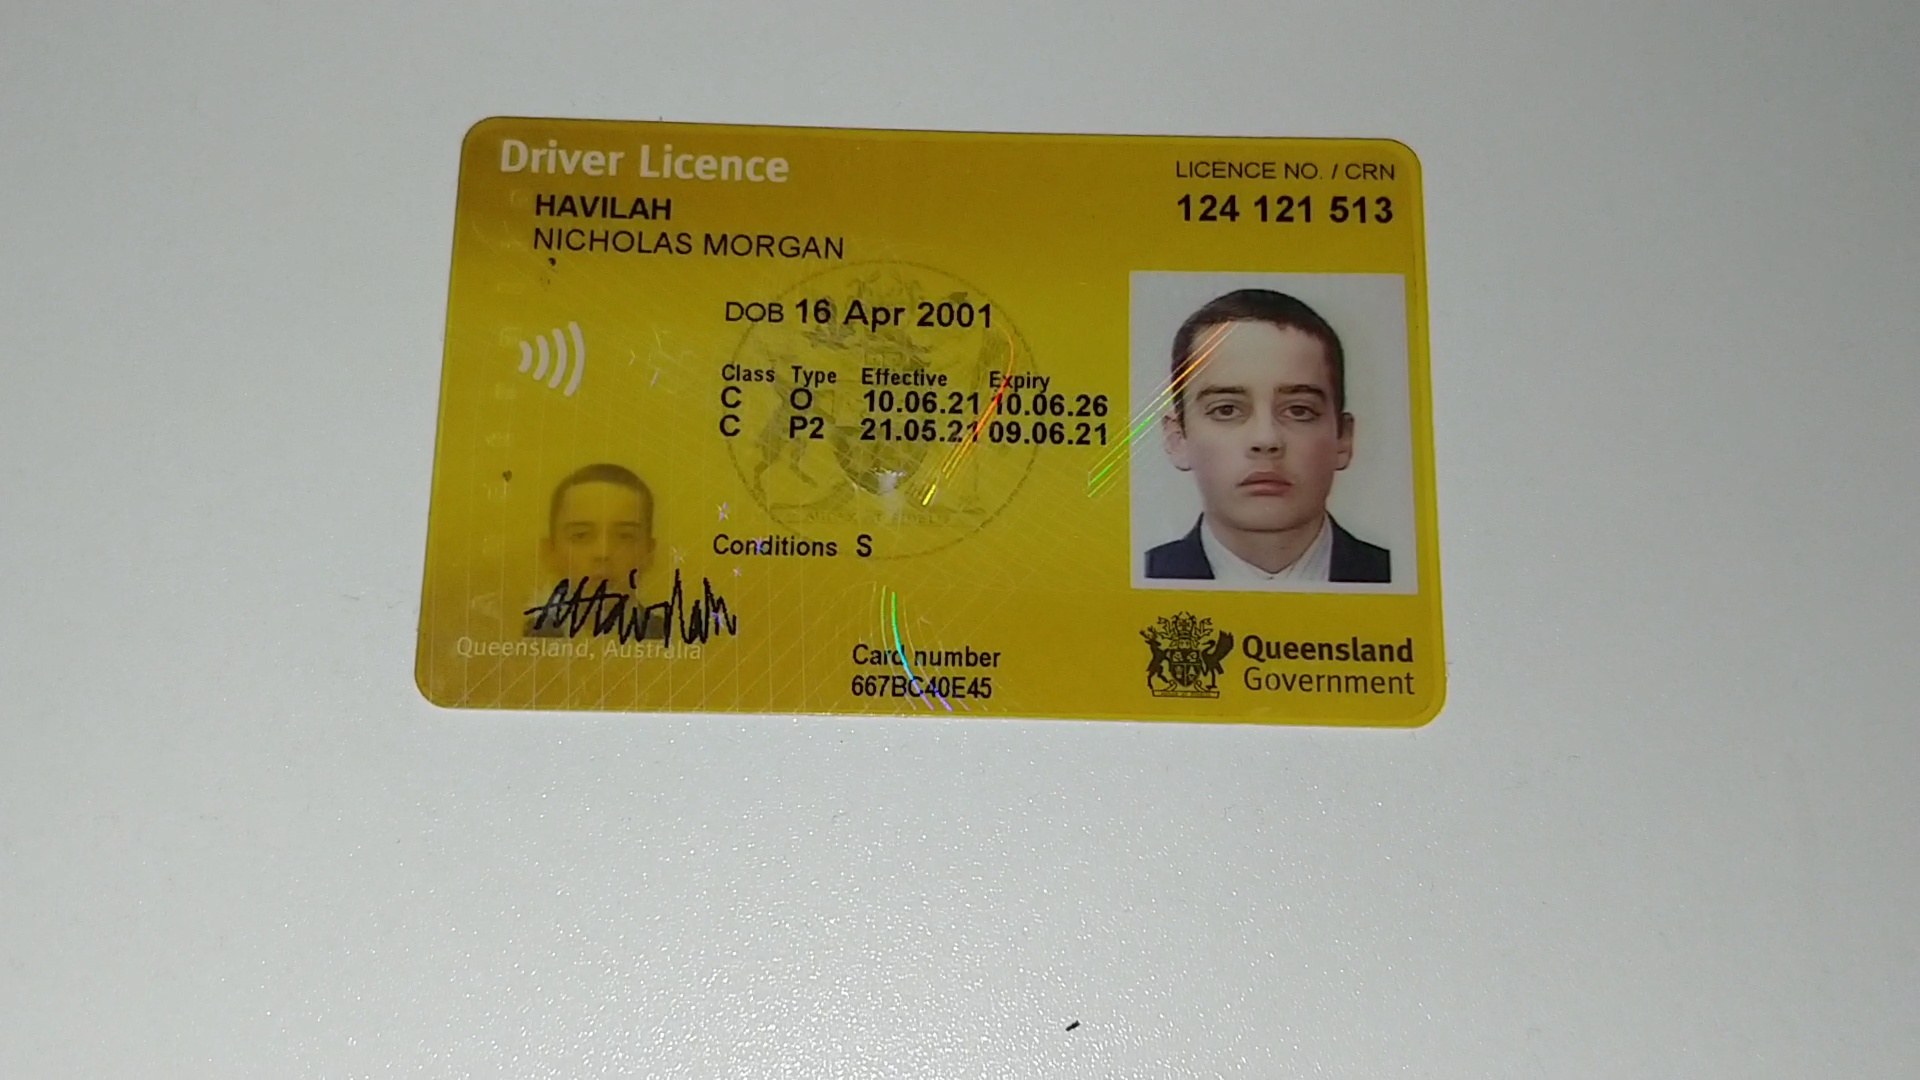 Driver Licence
HAVILAH
NICHOLAS MORGAN
LICENCE NO. / CRN
124 121 513
DOB 16 Apr 2001
Class Type Effective Expiry
C O 10.06.21 10.06.26
C P2 21.05.21 09.06.21
Conditions S
Queensland, Australia
Card number
667BC40E45
Queensland
Government